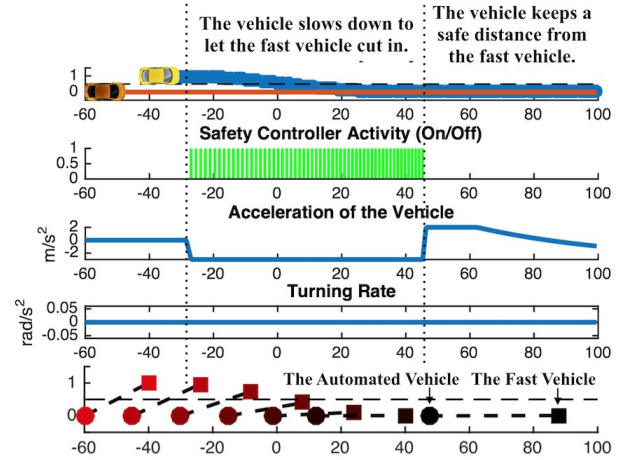 The vehicle slows down to
let the fast vehicle cut in.
The vehicle keeps a
safe distance from
the fast vehicle.
1
0
-60 -40 -20 0 20 40 60 80 100
Safety Controller Activity (On/Off)
1
0.5
0
-60 -40 -20 0 20 40 60 80 100
Acceleration of the Vehicle
m/s²
2
-2
-60 -40 -20 0 20 40 60 80 100
Turning Rate
rad/s²
0.05
0
-0.05
-60 -40 -20 0 20 40 60 80 100
1
0
The Automated Vehicle
The Fast Vehicle
-60 -40 -20 0 20 40 60 80 100